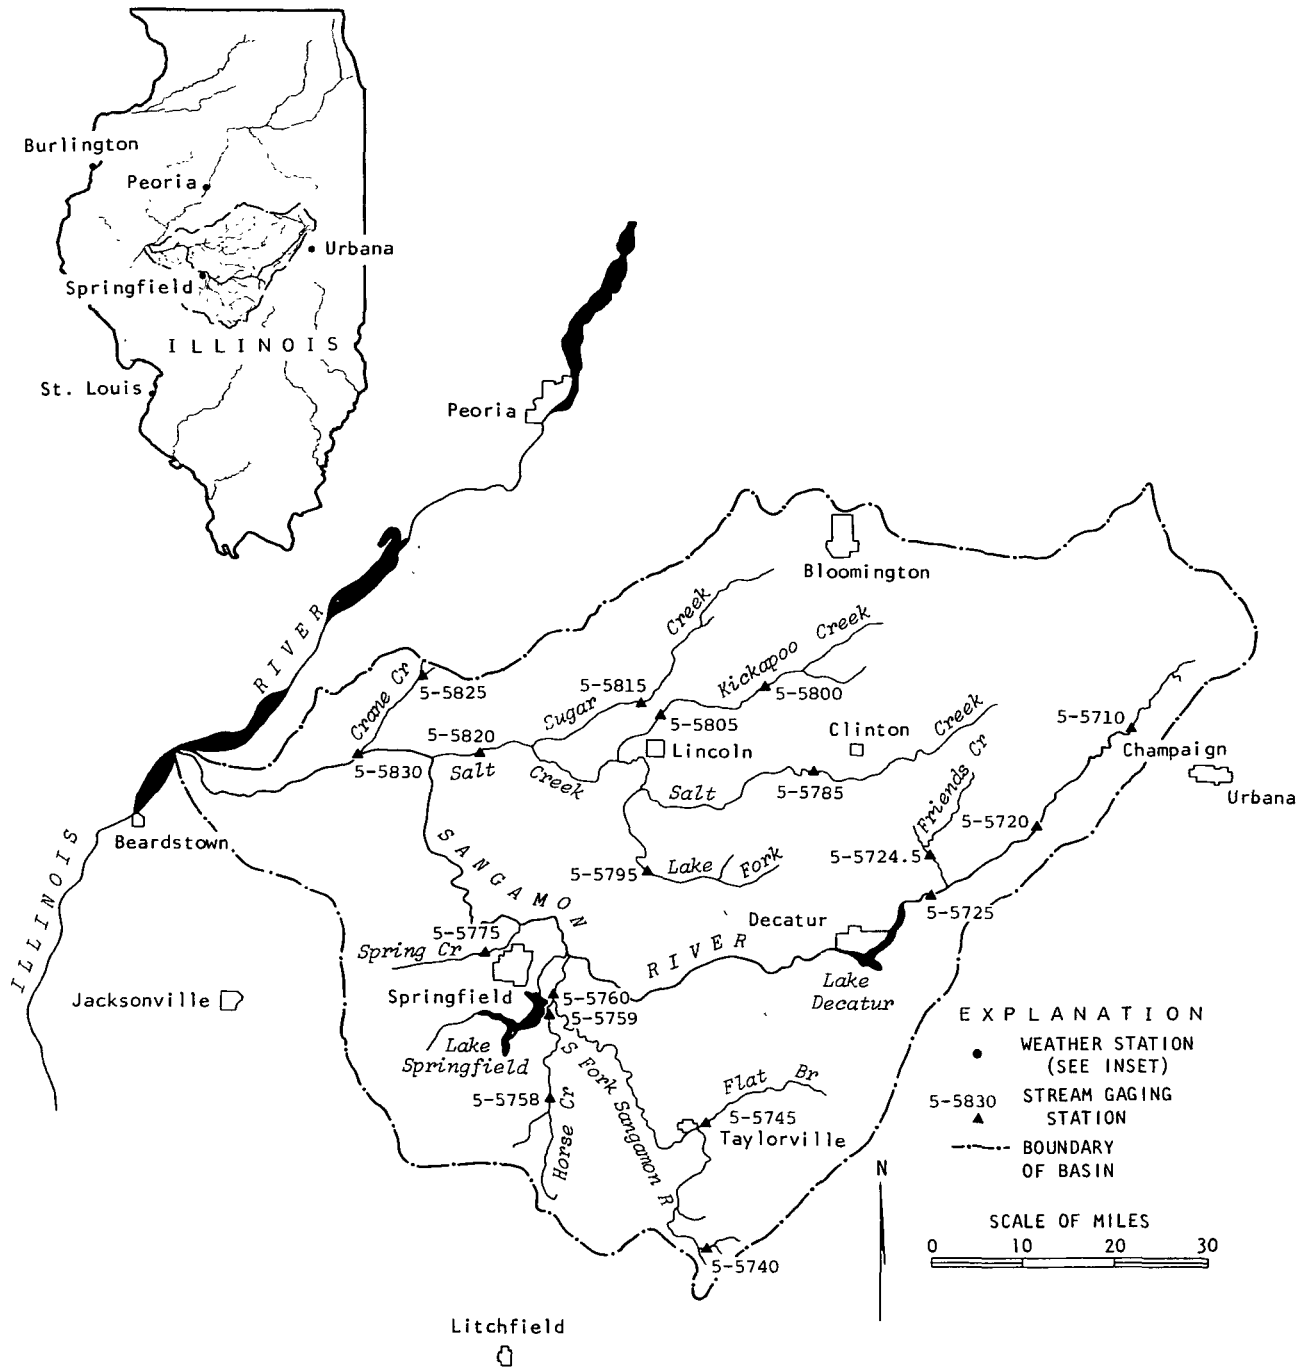 Burlington
Peoria
Urbana
Springfield
ILLINOIS
St. Louis
Peoria
Bloomington
RIVER
Creek
Kickapoo Creek
Crane Cr
5-5825
5-5815
Sugar
5-5800
5-5805
5-5820
Clinton
Creek
5-5710
Lincoln
Champaign
5-5830
Salt
Creek
Salt
5-5785
Friends Cr
Urbana
5-5720
Beardstown
ILLINOIS
SANGAMON
5-5724.5
5-5795
Lake Fork
5-5725
Decatur
5-5775
Spring Cr
RIVER
Lake
Decatur
Jacksonville
Springfield
5-5760
5-5759
Lake
Springfield
S Fork Sangamon R
Flat Br
5-5758
Horse Cr
5-5745
Taylorville
5-5740
Litchfield
EXPLANATION
WEATHER STATION
(SEE INSET)
5-5830 STREAM GAGING
STATION
BOUNDARY
OF BASIN
N
SCALE OF MILES
0 10 20 30